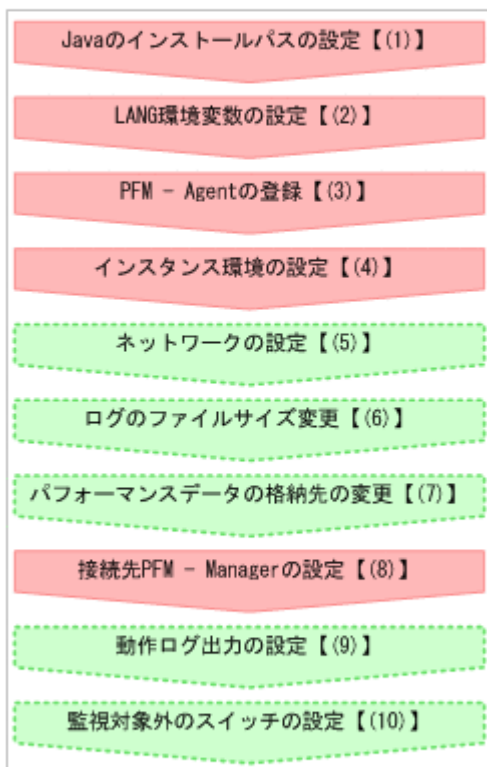 Javaのインストールパスの設定【(1)】
LANG環境変数の設定【(2)】
PFM － Agentの登録【(3)】
インスタンス環境の設定【(4)】
ネットワークの設定【(5)】
ログのファイルサイズ変更【(6)】
パフォーマンスデータの格納先の変更【(7)】
接続先PFM － Managerの設定【(8)】
動作ログ出力の設定【(9)】
監視対象外のスイッチの設定【(10)】